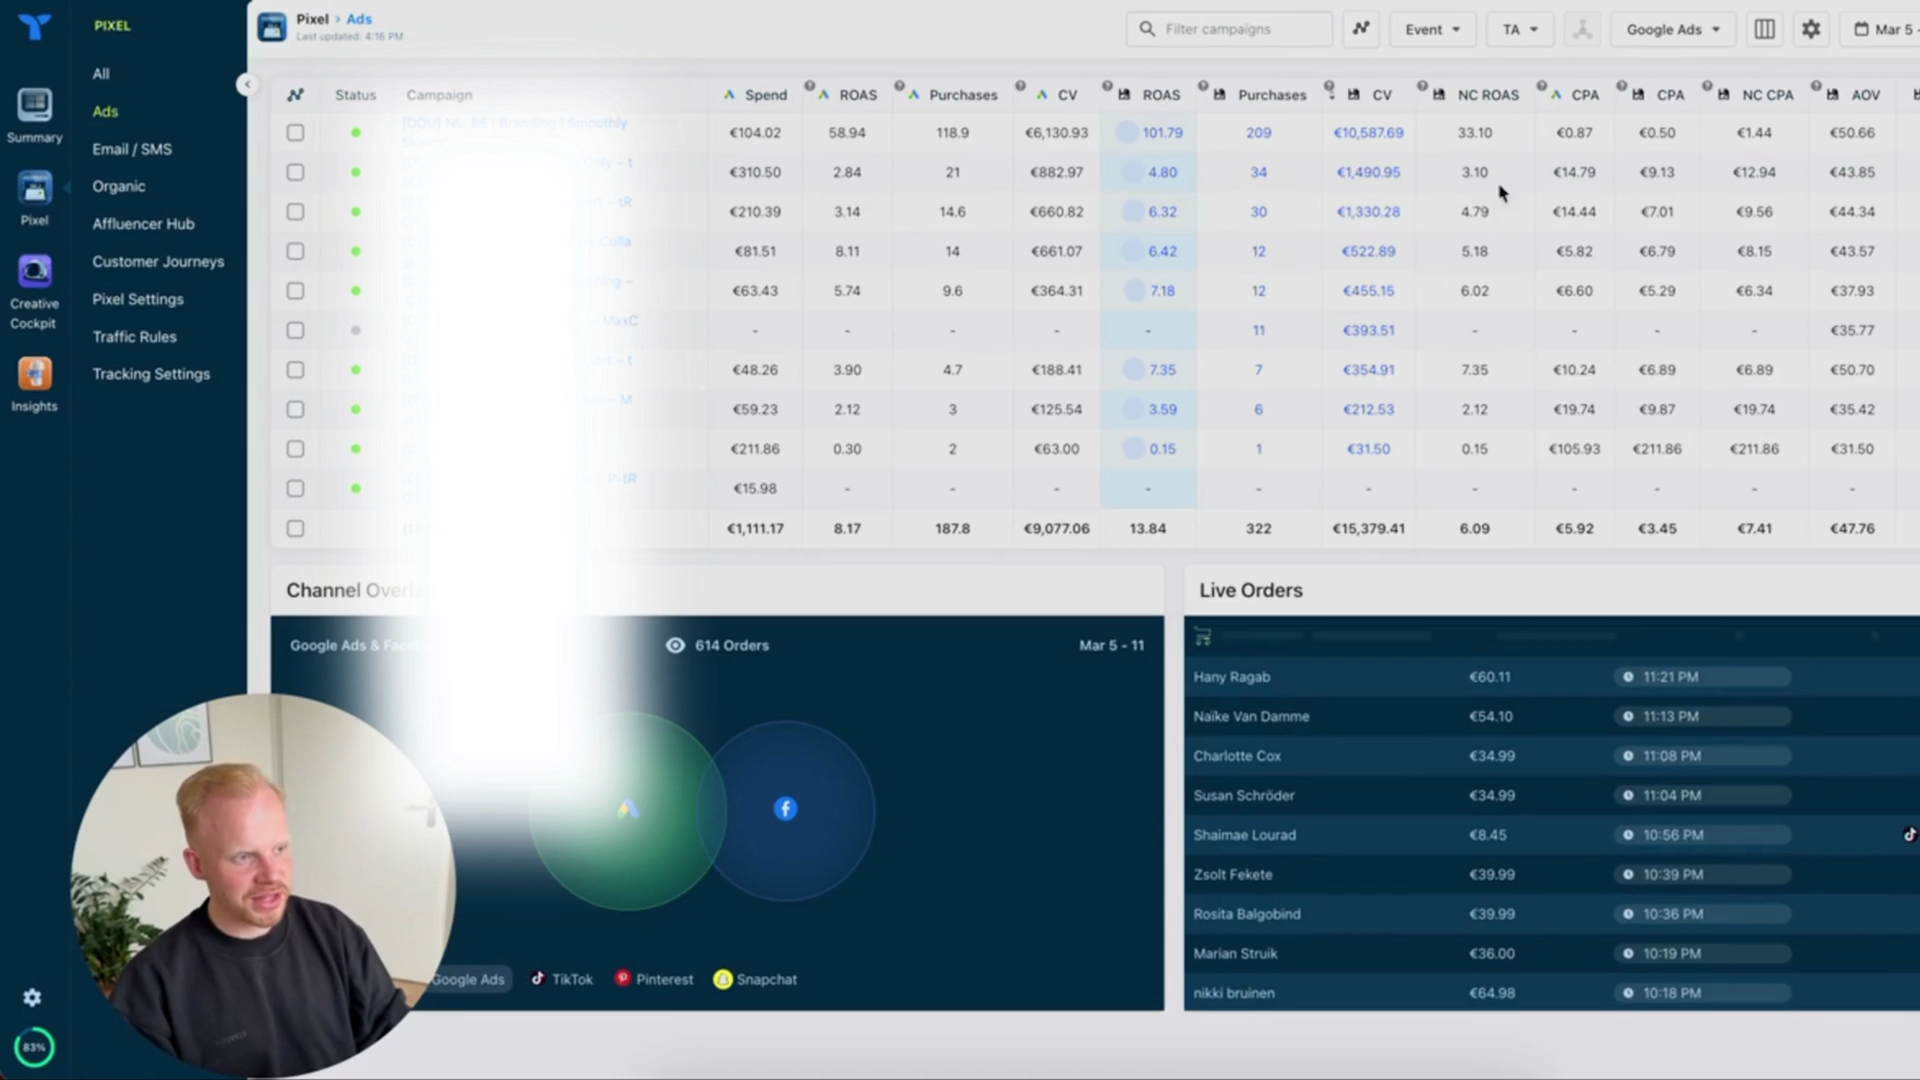 PIXEL
All
Ads
Email / SMS
Organic
Affluencer Hub
Customer Journeys
Pixel Settings
Traffic Rules
Tracking Settings
Summary
Pixel
Creative
Cockpit
Insights
83%
Pixel > Ads
Last updated: 4:16 PM
Filter campaigns
Event
TA
Google Ads
Mar 5 -
Status Campaign Spend ROAS Purchases CV ROAS Purchases CV NC ROAS CPA CPA NC CPA AOV
[DDU] NL, BE | Branding | Smoothly €104.02 58.94 118.9 €6,130.93 101.79 209 €10,587.69 33.10 €0.87 €0.50 €1.44 €50.66
€310.50 2.84 21 €882.97 4.80 34 €1,490.95 3.10 €14.79 €9.13 €12.94 €43.85
– tR €210.39 3.14 14.6 €660.82 6.32 30 €1,330.28 4.79 €14.44 €7.01 €9.56 €44.34
Colla €81.51 8.11 14 €661.07 6.42 12 €522.89 5.18 €5.82 €6.79 €8.15 €43.57
€63.43 5.74 9.6 €364.31 7.18 12 €455.15 6.02 €6.60 €5.29 €6.34 €37.93
MaxC - - - - - 11 €393.51 - - - - €35.77
– t €48.26 3.90 4.7 €188.41 7.35 7 €354.91 7.35 €10.24 €6.89 €6.89 €50.70
– M €59.23 2.12 3 €125.54 3.59 6 €212.53 2.12 €19.74 €9.87 €19.74 €35.42
€211.86 0.30 2 €63.00 0.15 1 €31.50 0.15 €105.93 €211.86 €211.86 €31.50
P-tR €15.98 - - - - - - - - - - -
€1,111.17 8.17 187.8 €9,077.06 13.84 322 €15,379.41 6.09 €5.92 €3.45 €7.41 €47.76
Channel
Google Ads &
614 Orders
Mar 5 - 11
Google Ads
TikTok
Pinterest
Snapchat
Live Orders
Hany Ragab €60.11 11:21 PM
Naïke Van Damme €54.10 11:13 PM
Charlotte Cox €34.99 11:08 PM
Susan Schröder €34.99 11:04 PM
Shaimae Lourad €8.45 10:56 PM
Zsolt Fekete €39.99 10:39 PM
Rosita Balgobind €39.99 10:36 PM
Marian Struik €36.00 10:19 PM
nikki bruinen €64.98 10:18 PM